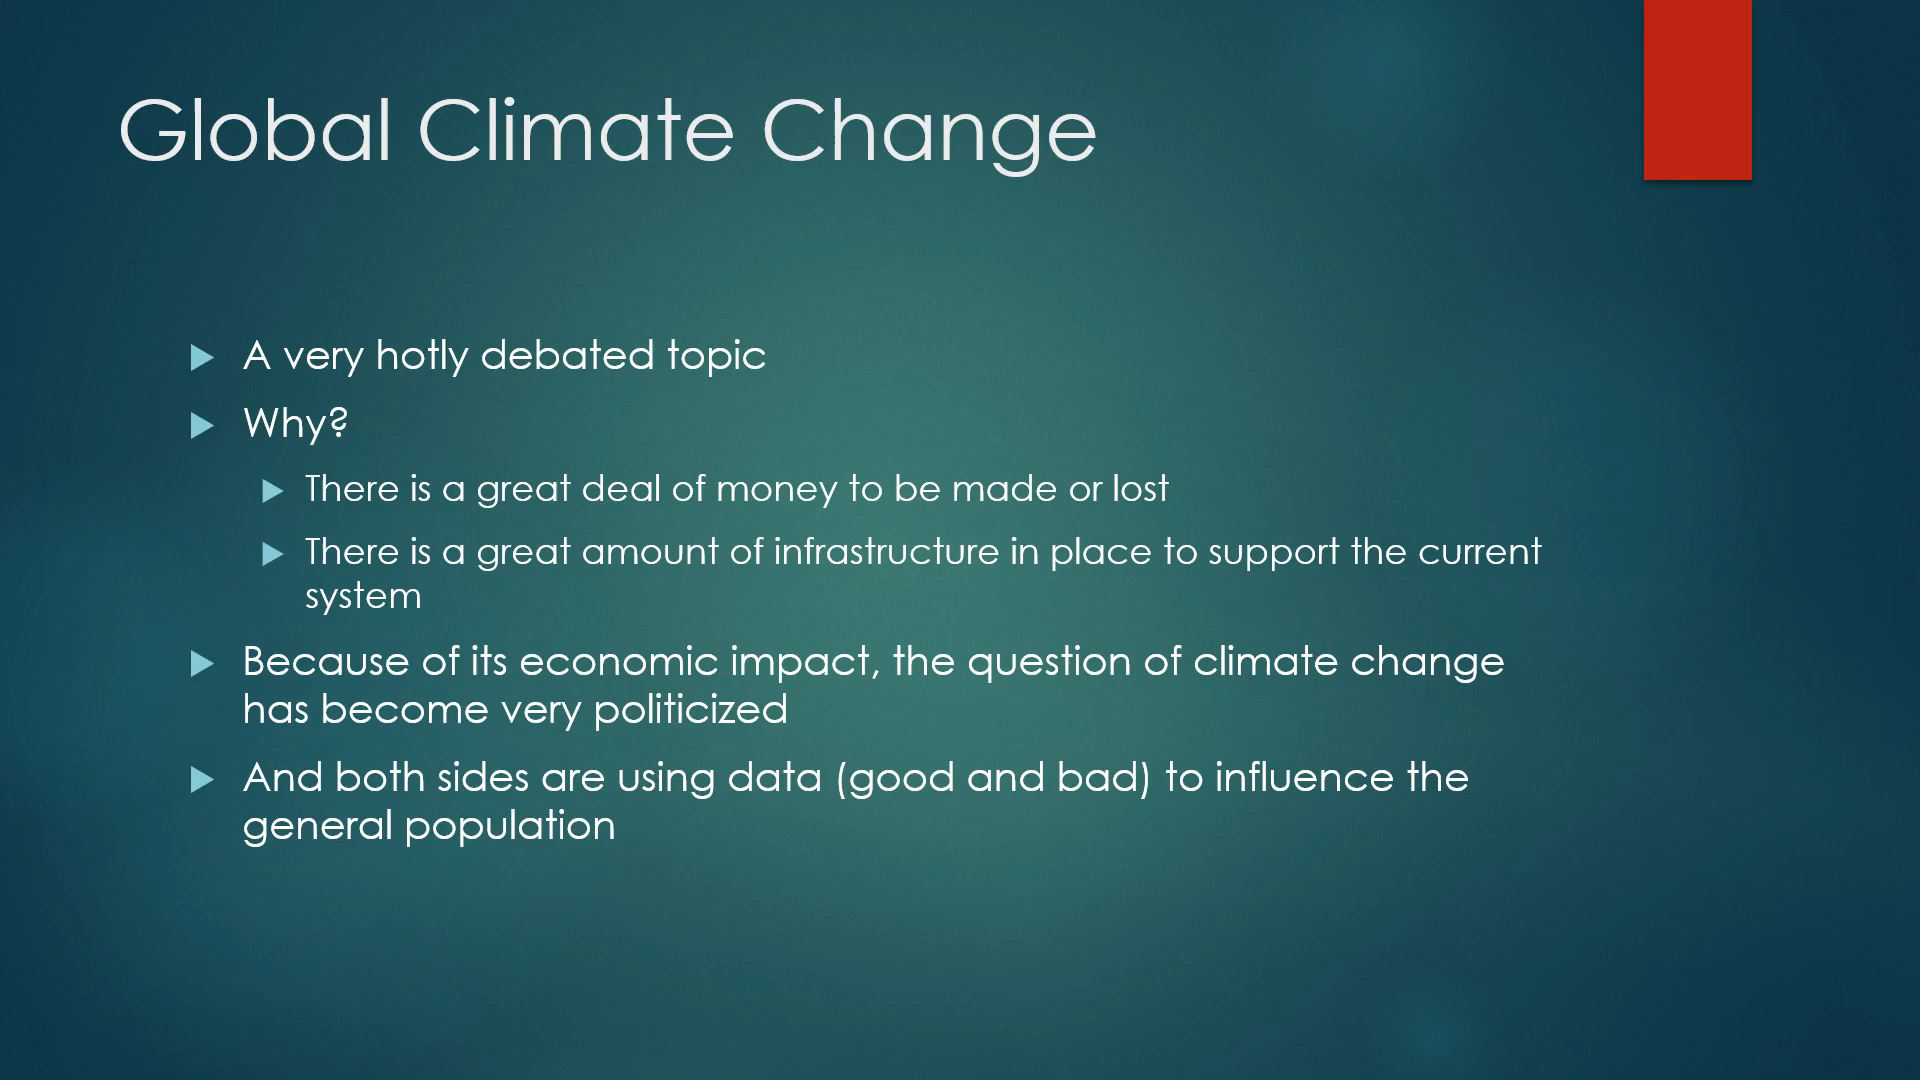 Global Climate Change
A very hotly debated topic
Why?
There is a great deal of money to be made or lost
There is a great amount of infrastructure in place to support the current
system
Because of its economic impact, the question of climate change
has become very politicized
And both sides are using data (good and bad) to influence the
general population